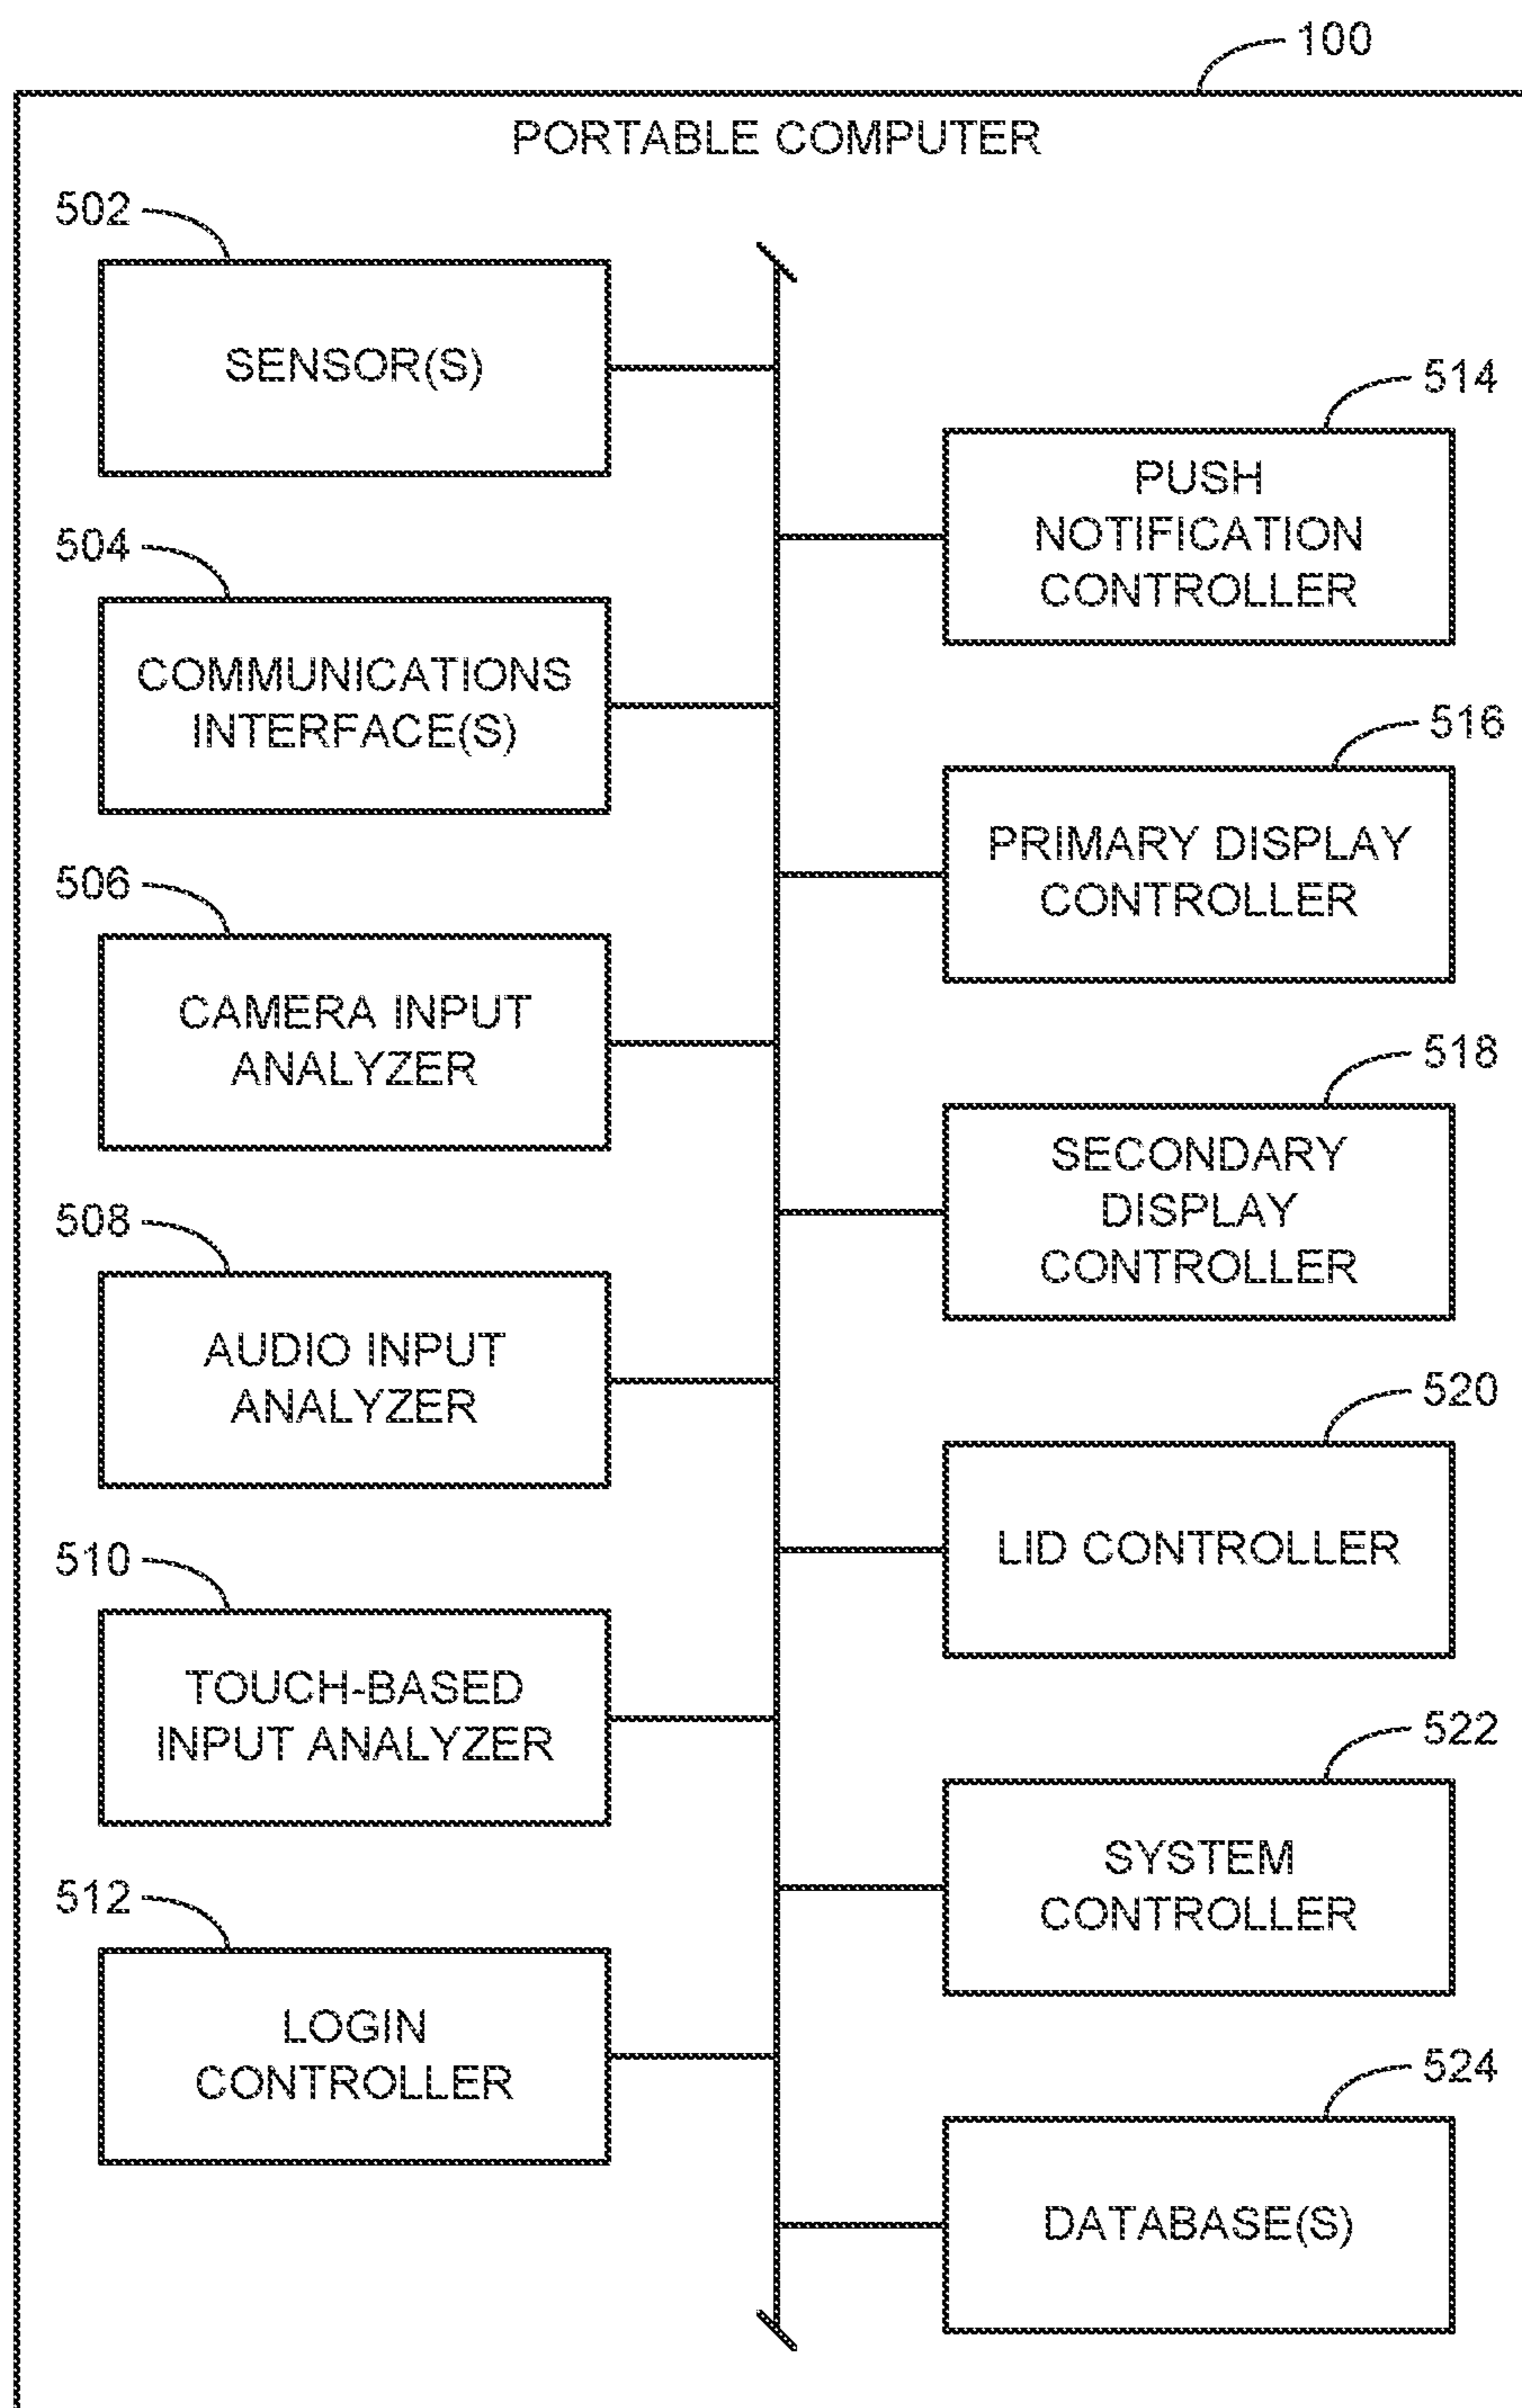 100
PORTABLE COMPUTER
502
SENSOR(S)
504
COMMUNICATIONS
INTERFACE(S)
506
CAMERA INPUT
ANALYZER
508
AUDIO INPUT
ANALYZER
510
TOUCH-BASED
INPUT ANALYZER
512
LOGIN
CONTROLLER
514
PUSH
NOTIFICATION
CONTROLLER
516
PRIMARY DISPLAY
CONTROLLER
518
SECONDARY
DISPLAY
CONTROLLER
520
LID CONTROLLER
522
SYSTEM
CONTROLLER
524
DATABASE(S)